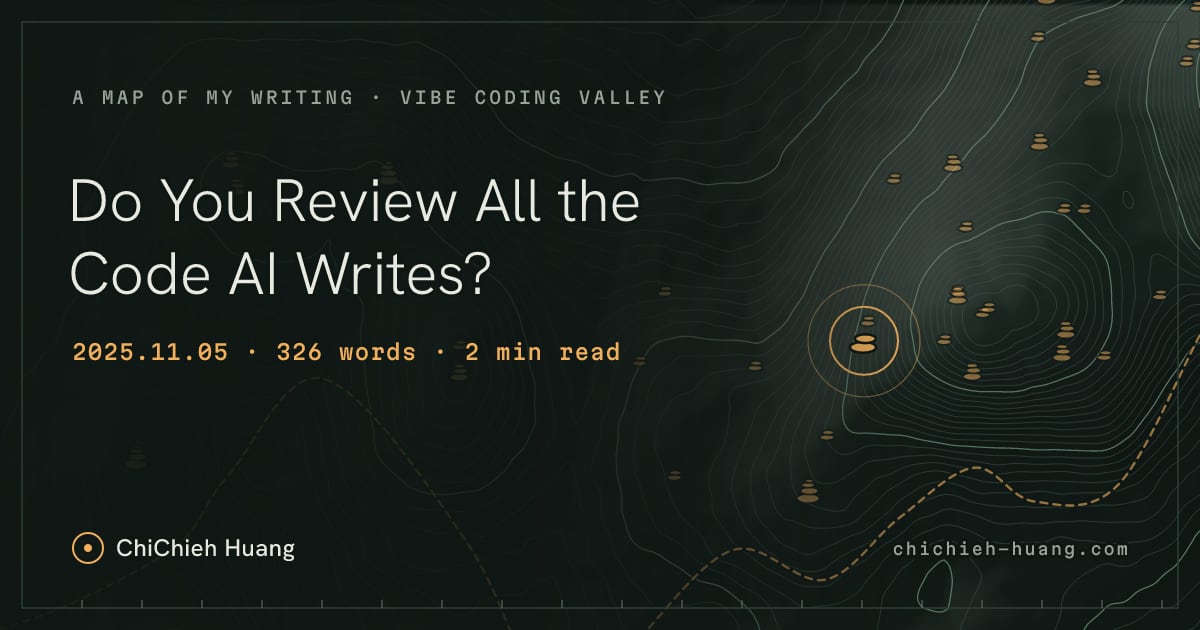 A MAP OF MY WRITING · VIBE CODING VALLEY
Do You Review All the
Code AI Writes?
2025.11.05 · 326 words · 2 min read
ChiChieh Huang
chichieh-huang.com